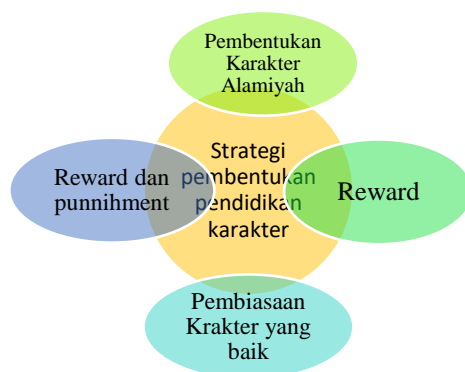 Pembentukan
Karakter
Alamiyah
Strategi
pembentukan
pendidikan
karakter
Reward dan
punnihment
Reward
Pembiasaan
Krakter yang
baik